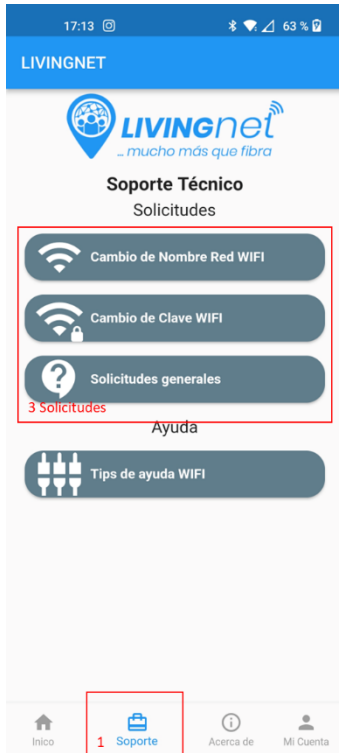 17:13 63 %
LIVINGNET
LIVINGnet
... mucho más que fibra
Soporte Técnico
Solicitudes
Cambio de Nombre Red WIFI
Cambio de Clave WIFI
Solicitudes generales
3 Solicitudes
Ayuda
Tips de ayuda WIFI
Inico 1 Soporte Acerca de Mi Cuenta